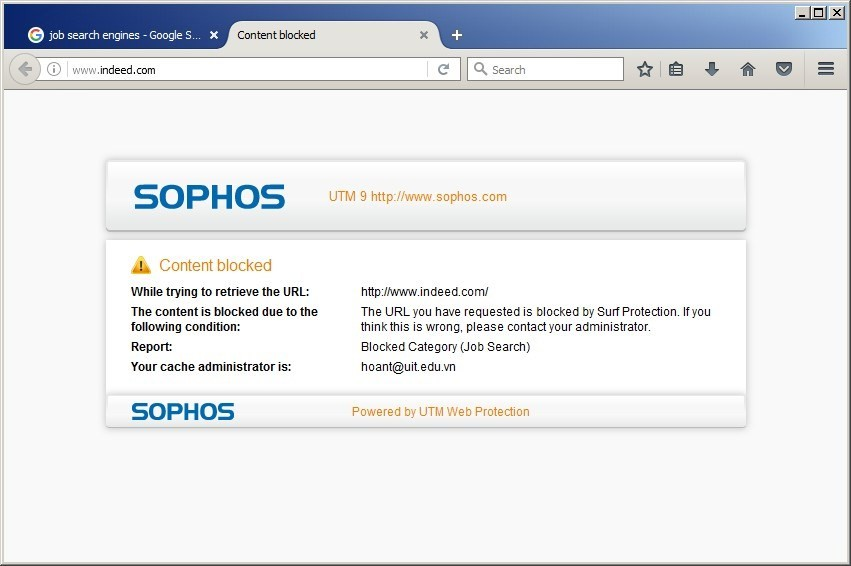 job search engines - Google S...
Content blocked
www.indeed.com
Search
SOPHOS
UTM 9 http://www.sophos.com
Content blocked
While trying to retrieve the URL: http://www.indeed.com/
The content is blocked due to the following condition: The URL you have requested is blocked by Surf Protection. If you
think this is wrong, please contact your administrator.
Report: Blocked Category (Job Search)
Your cache administrator is: hoant@uit.edu.vn
SOPHOS
Powered by UTM Web Protection